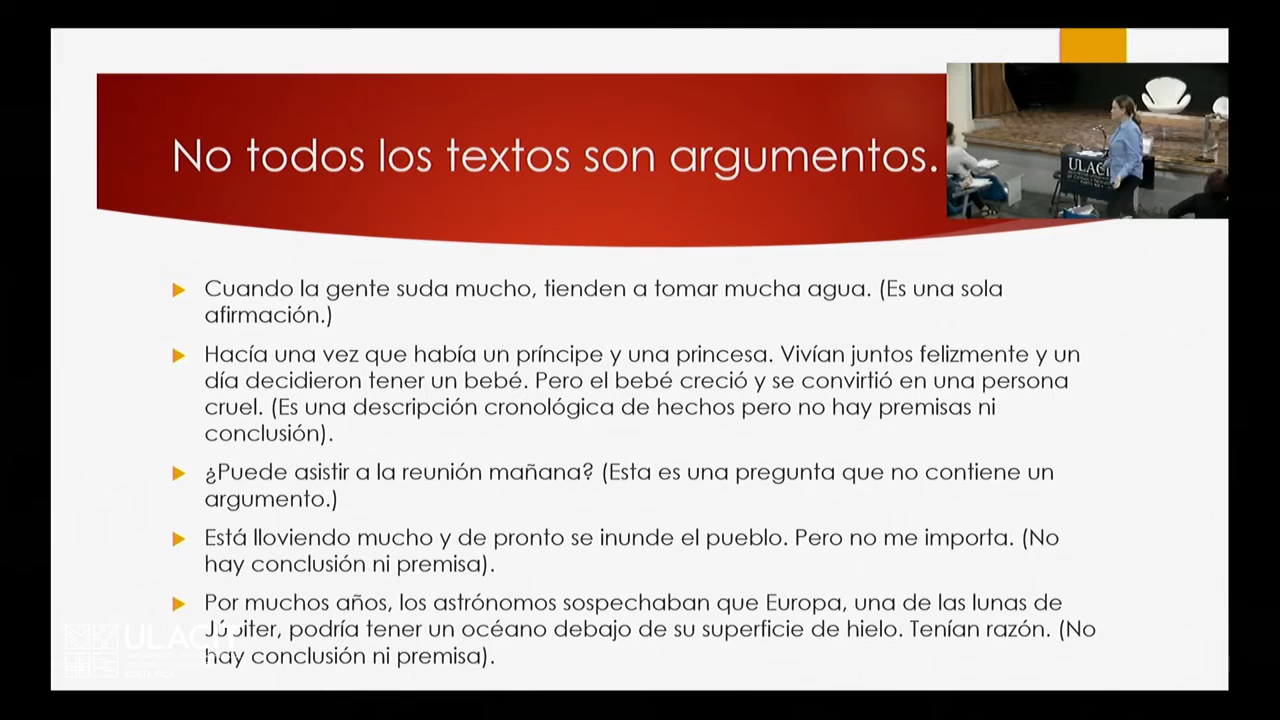 No todos los textos son argumentos.
ULACIT
Cuando la gente suda mucho, tienden a tomar mucha agua. (Es una sola
afirmación.)
Hacía una vez que había un príncipe y una princesa. Vivían juntos felizmente y un
día decidieron tener un bebé. Pero el bebé creció y se convirtió en una persona
cruel. (Es una descripción cronológica de hechos pero no hay premisas ni
conclusión).
¿Puede asistir a la reunión mañana? (Esta es una pregunta que no contiene un
argumento.)
Está lloviendo mucho y de pronto se inunde el pueblo. Pero no me importa. (No
hay conclusión ni premisa).
Por muchos años, los astrónomos sospechaban que Europa, una de las lunas de
Júpiter, podría tener un océano debajo de su superficie de hielo. Tenían razón. (No
hay conclusión ni premisa).
ULACIT
COSTA RICA